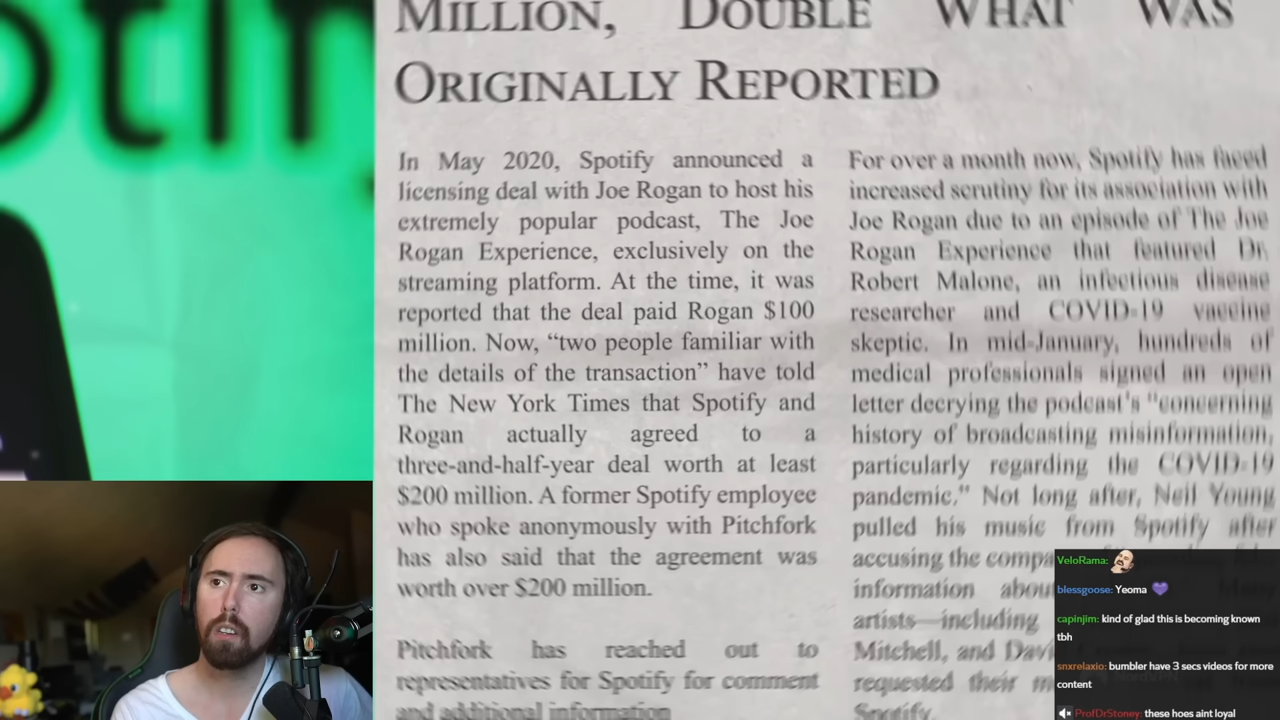 MILLION, DOUBLE WHAT WAS
ORIGINALLY REPORTED
In May 2020, Spotify announced a
licensing deal with Joe Rogan to host his
extremely popular podcast, The Joe
Rogan Experience, exclusively on the
streaming platform. At the time, it was
reported that the deal paid Rogan $100
million. Now, “two people familiar with
the details of the transaction” have told
The New York Times that Spotify and
Rogan actually agreed to a
three-and-half-year deal worth at least
$200 million. A former Spotify employee
who spoke anonymously with Pitchfork
has also said that the agreement was
worth over $200 million.
Pitchfork has reached out to
representatives for Spotify for comment
and additional information
For over a month now, Spotify has faced
increased scrutiny for its association with
Joe Rogan due to an episode of The Joe
Rogan Experience that featured Dr.
Robert Malone, an infectious disease
researcher and COVID-19 vaccine
skeptic. In mid-January, hundreds of
medical professionals signed an open
letter decrying the podcast's "concerning
history of broadcasting misinformation,
particularly regarding the COVID-19
pandemic." Not long after, Neil Young
pulled his music from Spotify after
accusing the compa
information abou
artists—including
Mitchell, and Davi
requested their m
Spotify.
VeloRama:
blessgoose: Yeoma
capinjim: kind of glad this is becoming known
tbh
snxrelaxio: bumbler have 3 secs videos for more
content
ProfDrStoney: these hoes aint loyal